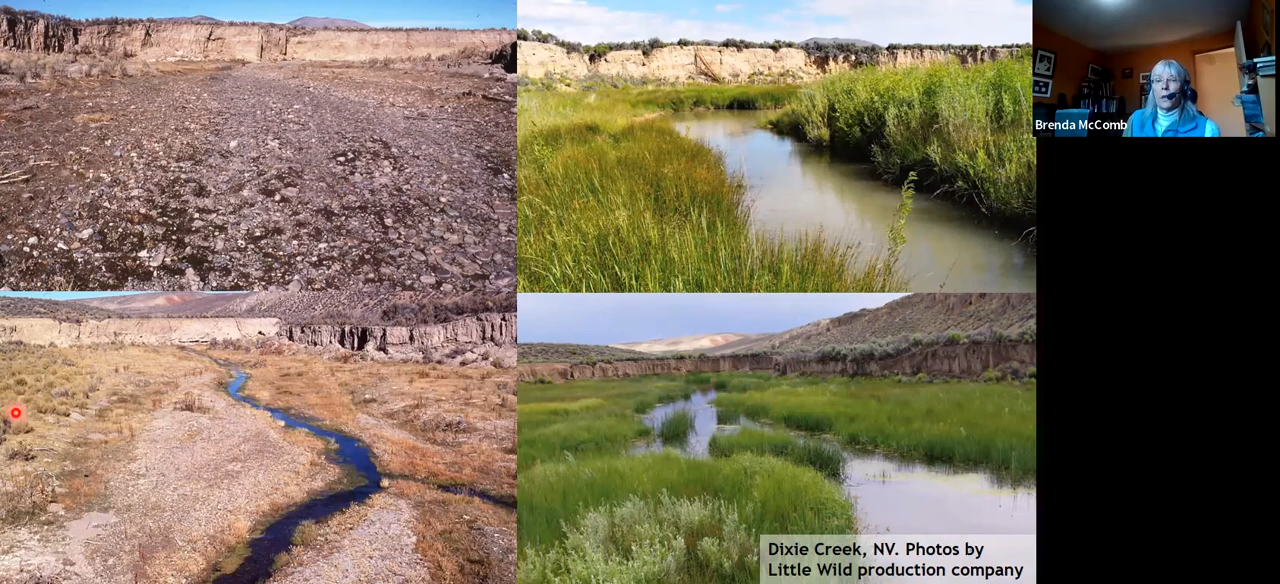 Brenda McComb
Dixie Creek, NV. Photos by
Little Wild production company